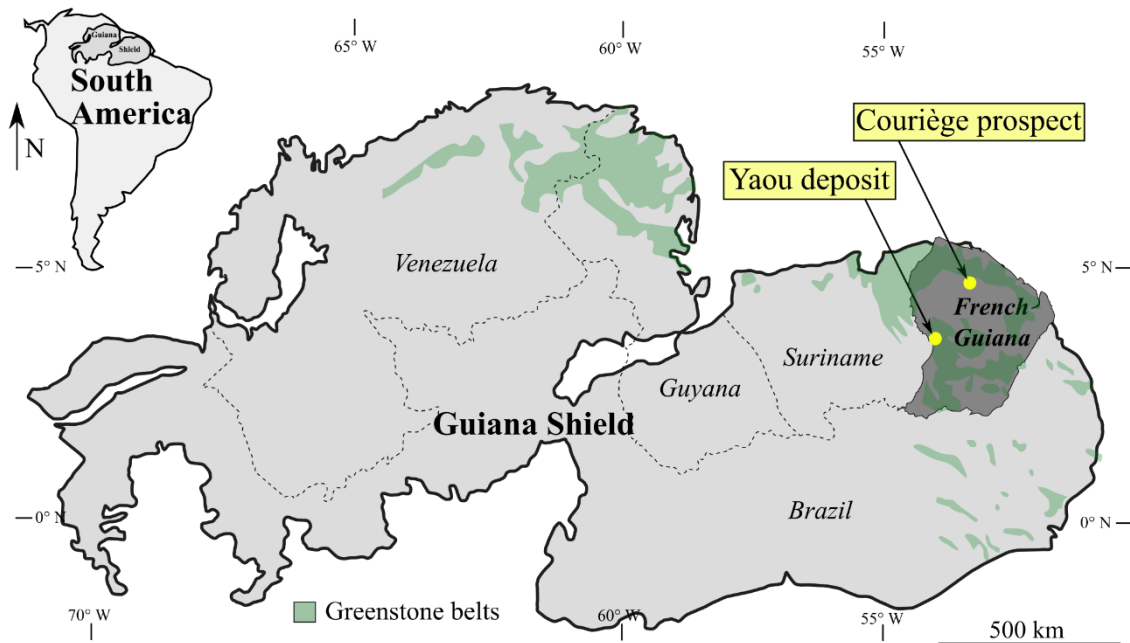 65° W
60° W
55° W
Guiana
Shield
South
America
N
Couriège prospect
Yaou deposit
5° N
5° N
Venezuela
French
Guiana
Suriname
Guyana
Guiana Shield
Brazil
0° N
0° N
Greenstone belts
70° W
60° W
55° W
500 km